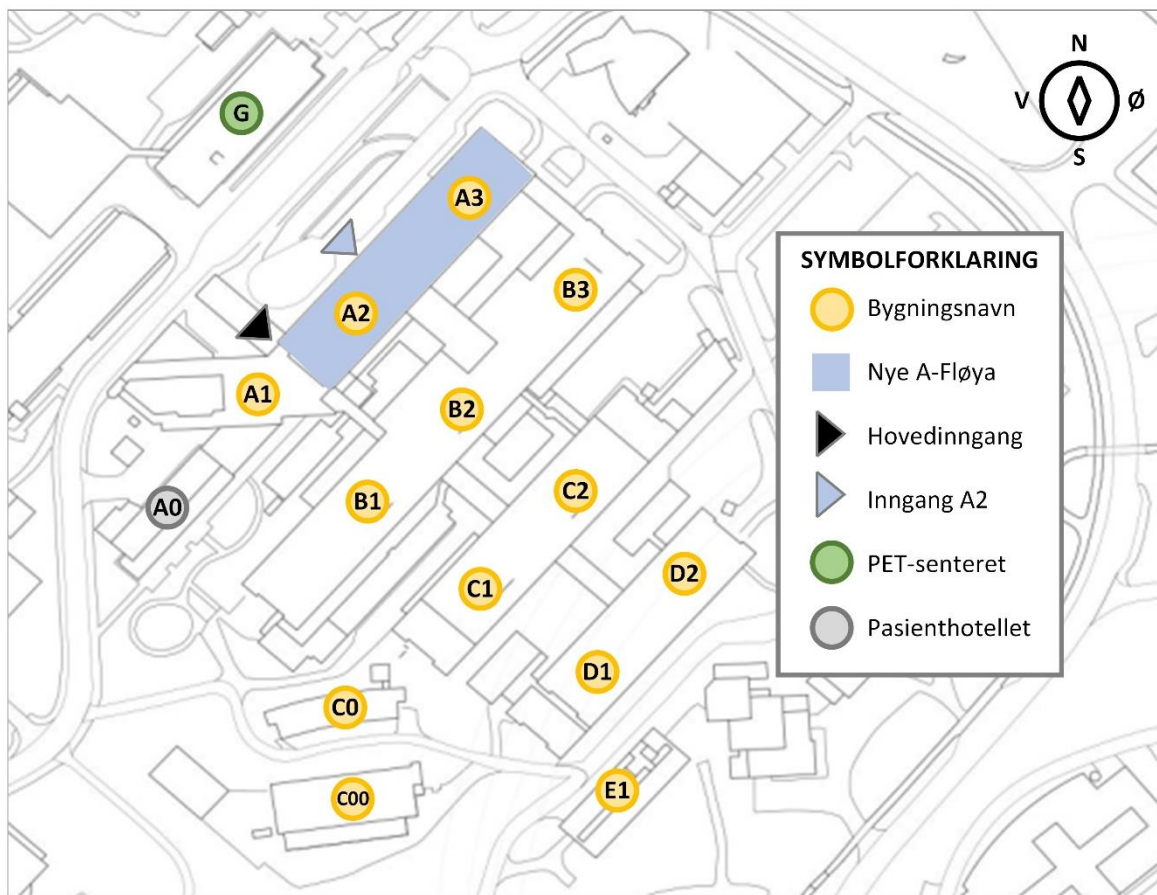 N
V
Ø
S
G
A3
A2
B3
A1
B2
A0
B1
C2
C1
D2
D1
C0
C00
E1
SYMBOLFORKLARING
Bygningsnavn
Nye A-Fløya
Hovedinngang
Inngang A2
PET-senteret
Pasienthotellet